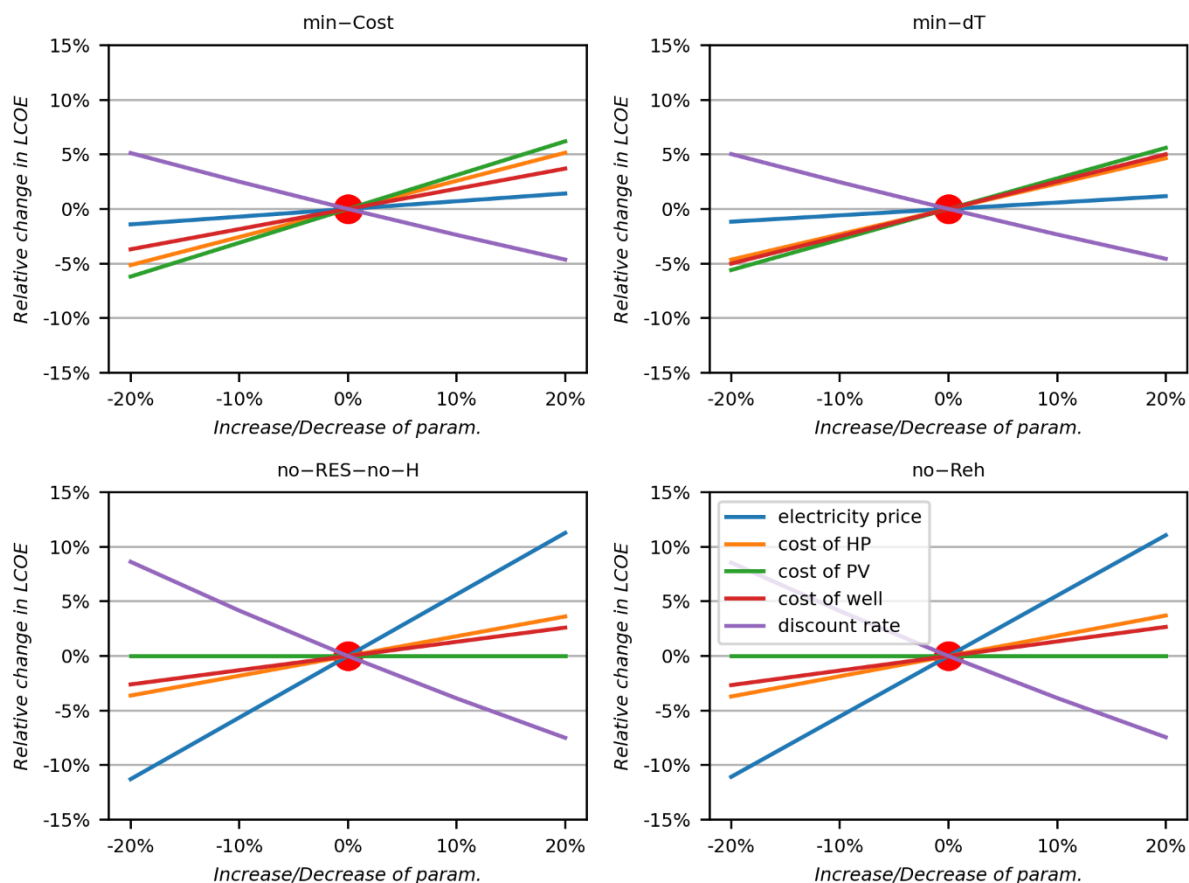 min−Cost
15%
10%
5%
0%
-5%
-10%
-15%
Relative change in LCOE
-20%
-10%
0%
10%
20%
Increase/Decrease of param.
min−dT
15%
10%
5%
0%
-5%
-10%
-15%
Relative change in LCOE
-20%
-10%
0%
10%
20%
Increase/Decrease of param.
no−RES−no−H
15%
10%
5%
0%
-5%
-10%
-15%
Relative change in LCOE
-20%
-10%
0%
10%
20%
Increase/Decrease of param.
no−Reh
15%
10%
5%
0%
-5%
-10%
-15%
Relative change in LCOE
electricity price
cost of HP
cost of PV
cost of well
discount rate
-20%
-10%
0%
10%
20%
Increase/Decrease of param.